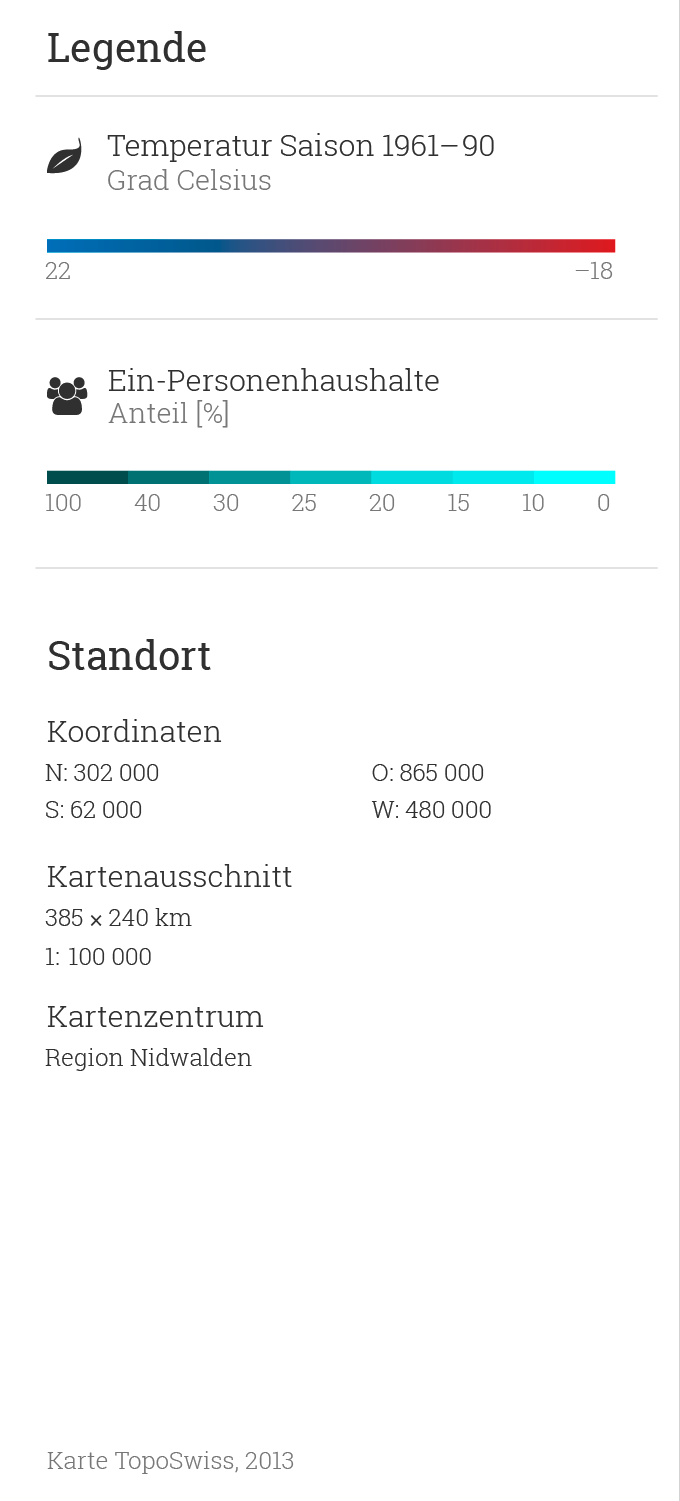 Legende
Temperatur Saison 1961–90
Grad Celsius
22 –18
Ein-Personenhaushalte
Anteil [%]
100 40 30 25 20 15 10 0
Standort
Koordinaten
N: 302 000 O: 865 000
S: 62 000 W: 480 000
Kartenausschnitt
385 × 240 km
1: 100 000
Kartenzentrum
Region Nidwalden
Karte TopoSwiss, 2013